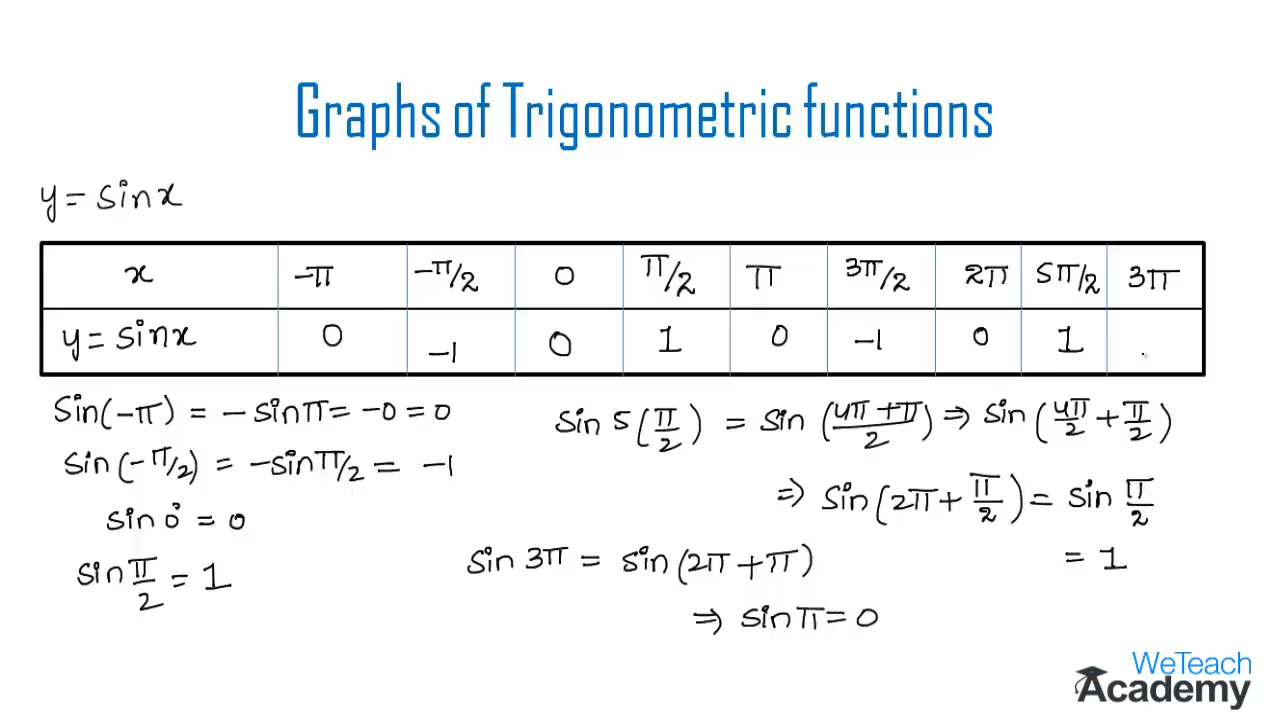 Graphs of Trigonometric functions
y = sinx
x -π -π/2 0 π/2 π 3π/2 2π 5π/2 3π
y = sinx 0 -1 0 1 0 -1 0 1
Sin(-π) = -sinπ = -0 = 0
Sin(-π/2) = -sinπ/2 = -1
sin 0° = 0
sin π/2 = 1
sin 5(π/2) = sin((4π+π)/2) ⇒ sin(4π/2 + π/2)
⇒ sin(2π + π/2) = sin π/2
= 1
sin 3π = sin(2π + π)
⇒ sinπ = 0
WeTeach
Academy